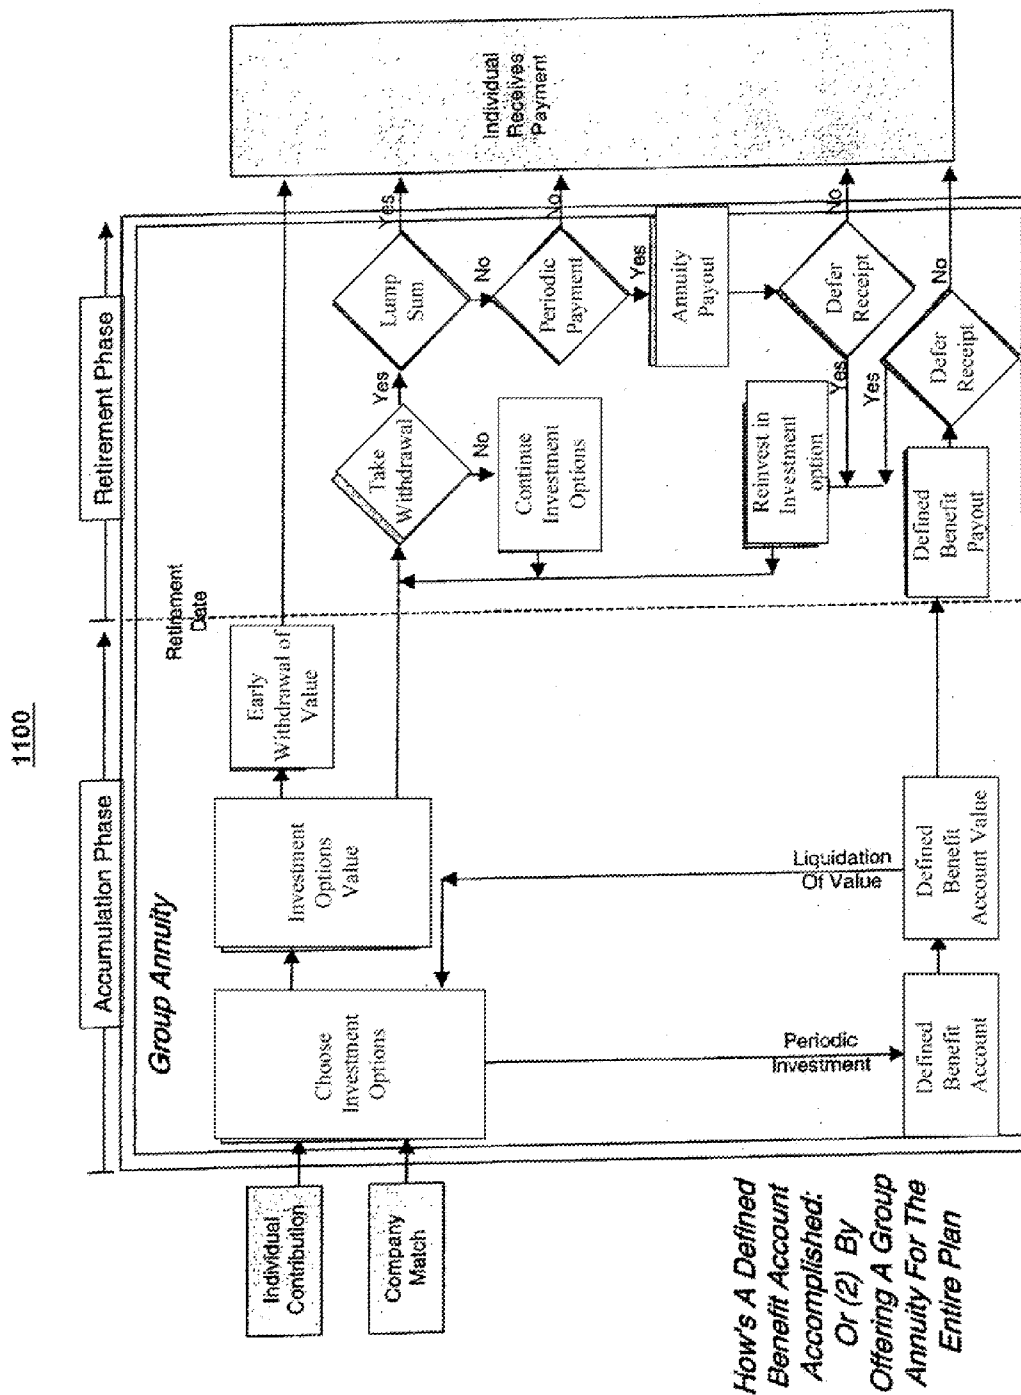 1100
Accumulation Phase
Retirement Phase
Group Annuity
Retirement
Date
Individual
Contribution
Company
Match
Choose
Investment
Options
Investment
Options
Value
Early
Withdrawal of
Value
Take
Withdrawal
Yes
No
Lump
Sum
Yes
No
Continue
Investment
Options
Periodic
Payment
No
Yes
Annuity
Payout
Defer
Receipt
No
Yes
Reinvest in
Investment
option
Individual
Receives
Payment
Periodic
Investment
Liquidation
Of Value
Defined
Benefit
Account
Defined
Benefit
Account Value
Defined
Benefit
Payout
Defer
Receipt
Yes
No
How's A Defined
Benefit Account
Accomplished:
Or (2) By
Offering A Group
Annuity For The
Entire Plan